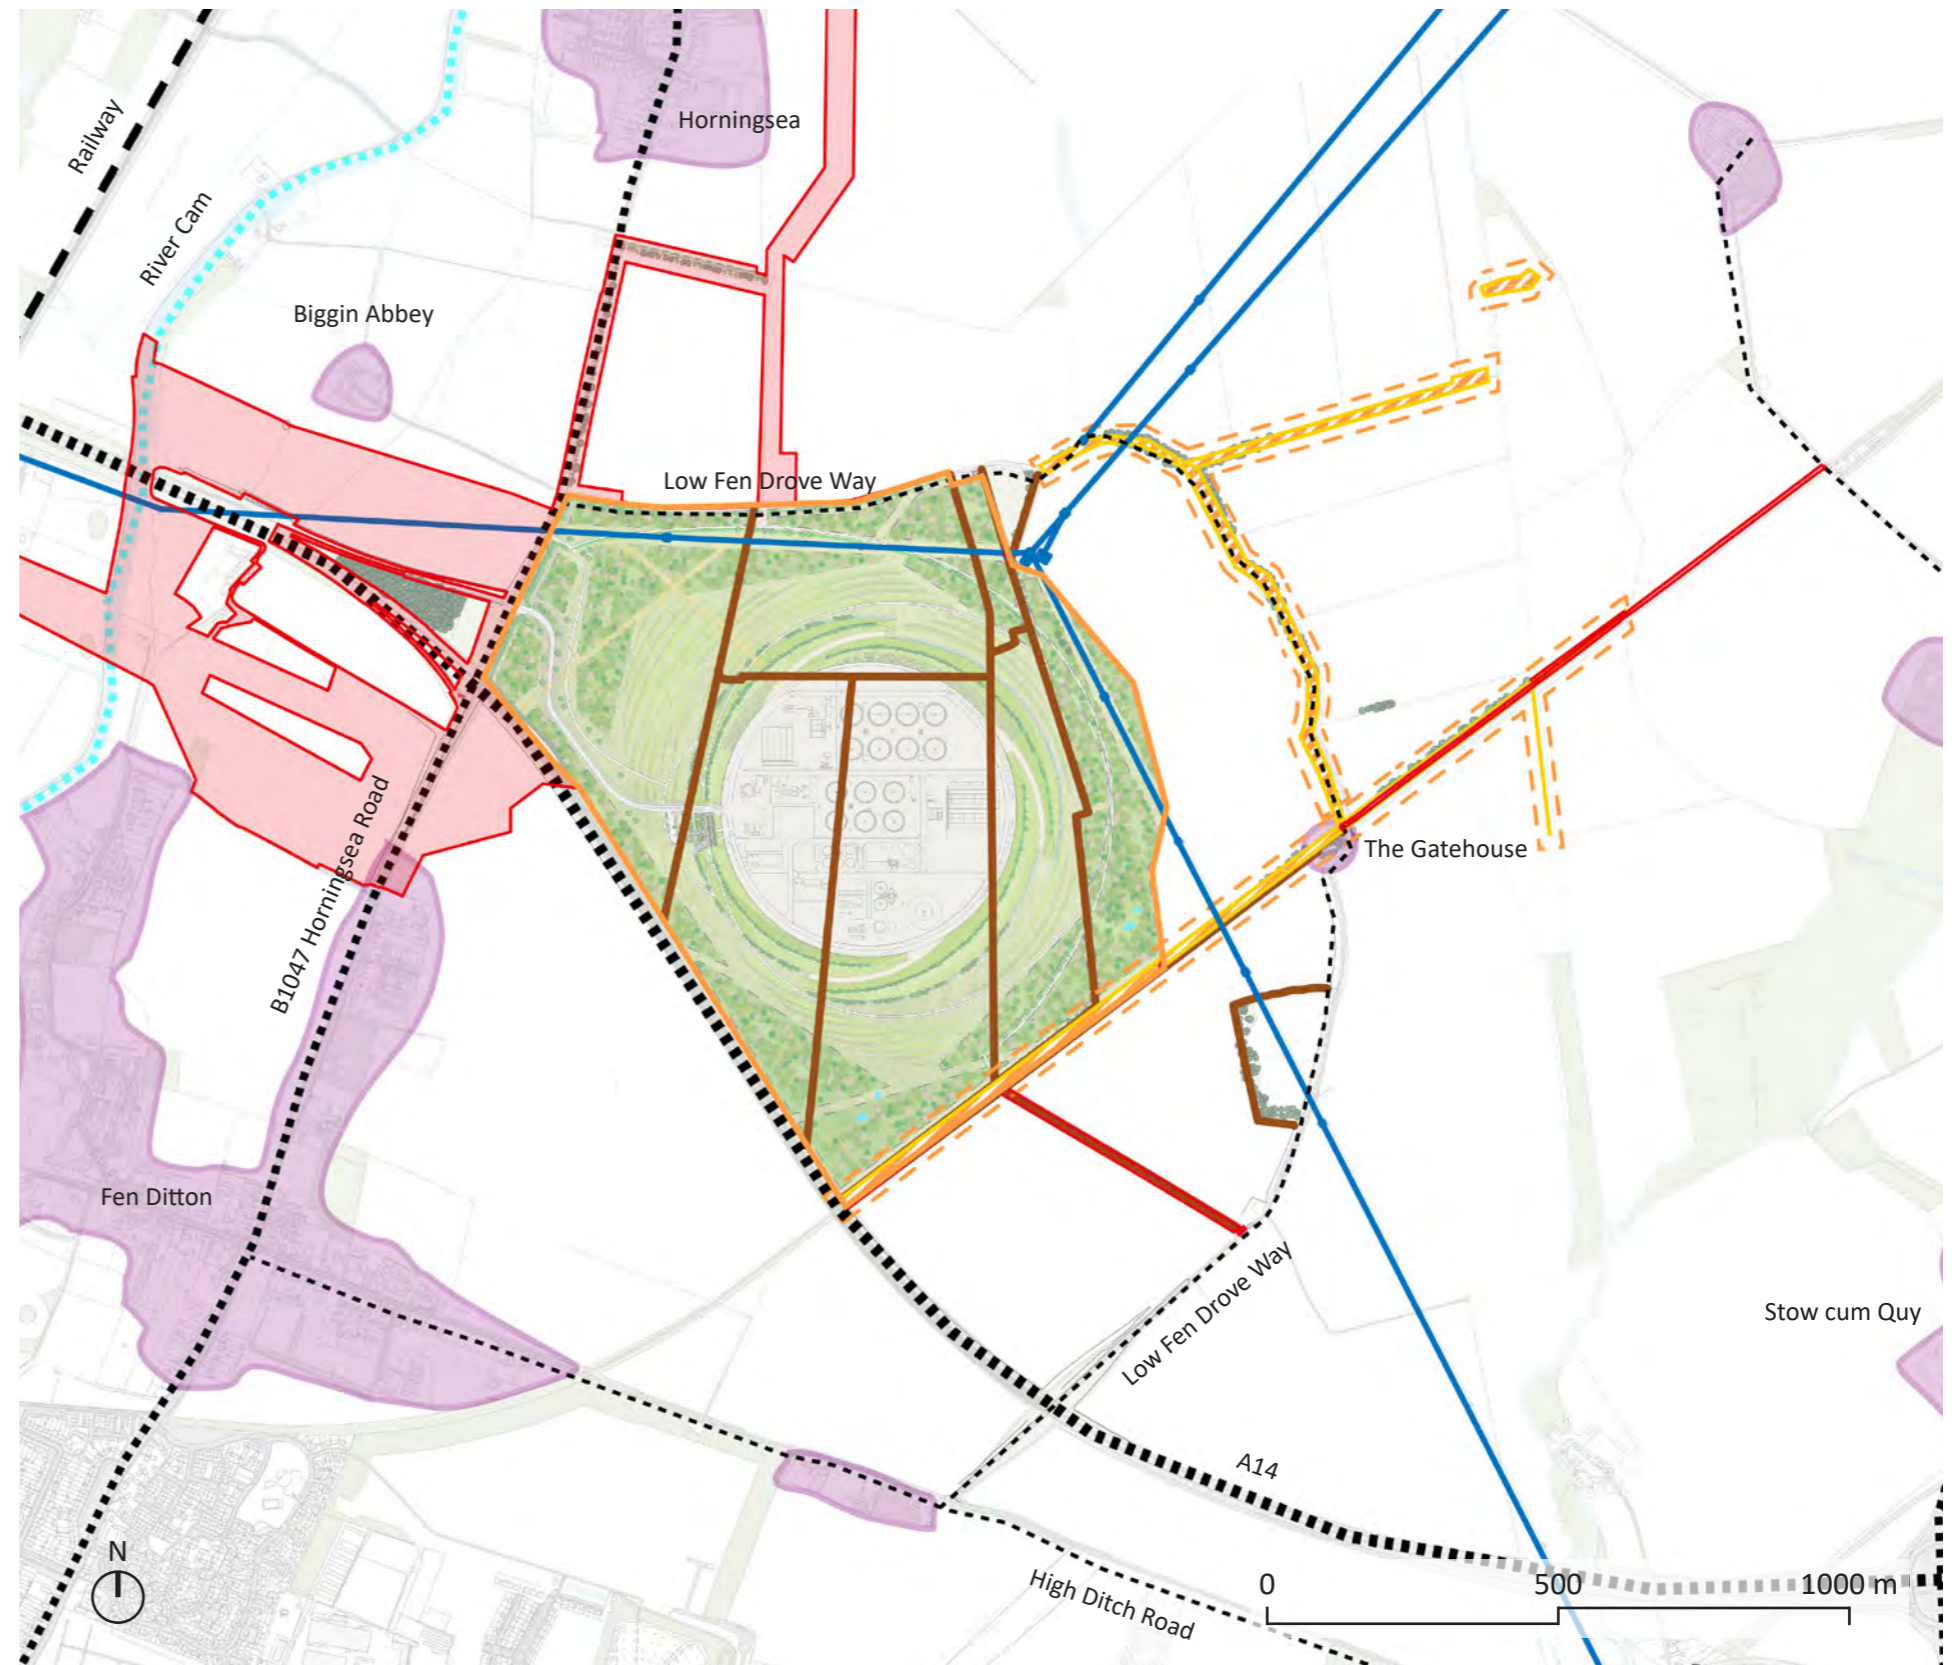 Horningsea
Railway
River Cam
Biggin Abbey
Low Fen Drove Way
The Gatehouse
B1047 Horningsea Road
Fen Ditton
Low Fen Drove Way
Stow cum Quy
A14
N
High Ditch Road
0 500 1000 m